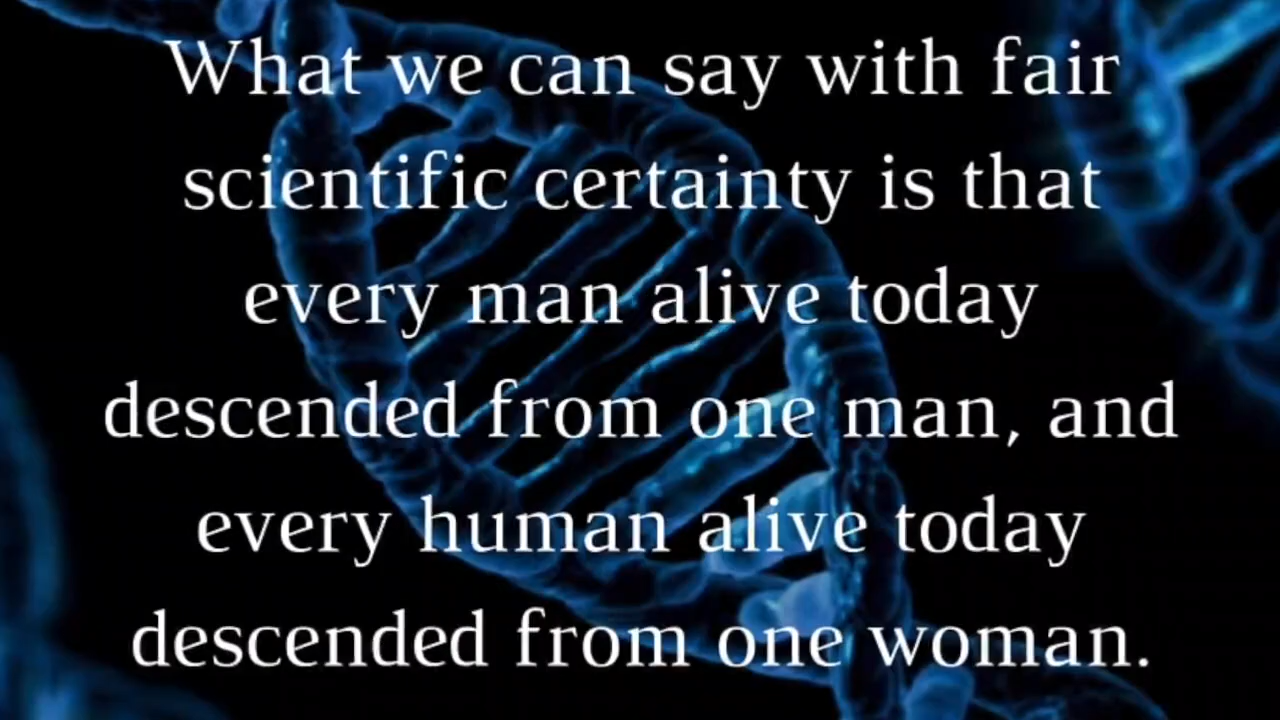 What we can say with fair
scientific certainty is that
every man alive today
descended from one man, and
every human alive today
descended from one woman.